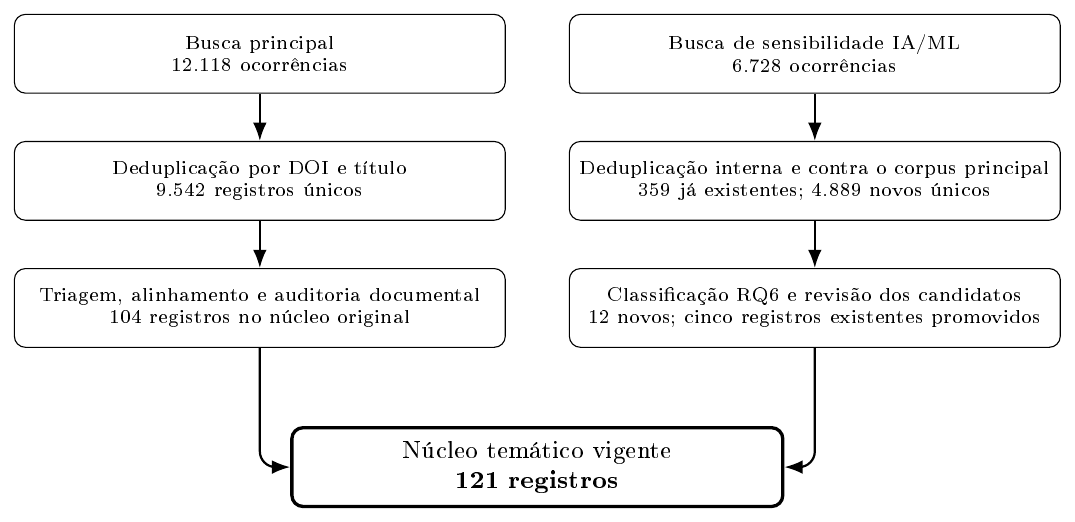 Busca principal
12.118 ocorrências
Busca de sensibilidade IA/ML
6.728 ocorrências
Deduplicação por DOI e título
9.542 registros únicos
Deduplicação interna e contra o corpus principal
359 já existentes; 4.889 novos únicos
Triagem, alinhamento e auditoria documental
104 registros no núcleo original
Classificação RQ6 e revisão dos candidatos
12 novos; cinco registros existentes promovidos
Núcleo temático vigente
121 registros